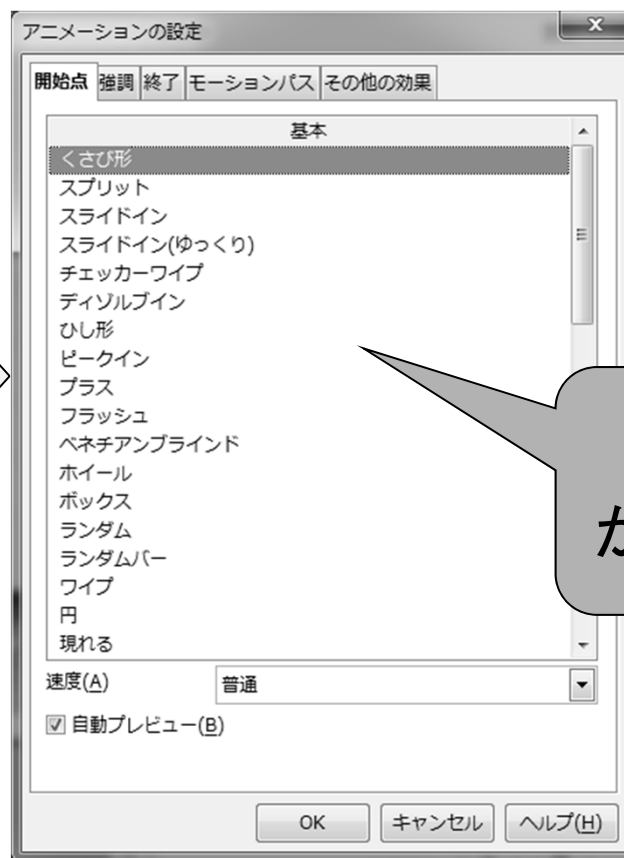 アニメーションの設定
開始点 強調 終了 モーションパス その他の効果
基本
くさび形
スプリット
スライドイン
スライドイン(ゆっくり)
チェッカーワイプ
ディゾルブイン
ひし形
ピークイン
プラス
フラッシュ
ベネチアンブラインド
ホイール
ボックス
ランダム
ランダムバー
ワイプ
円
現れる
速度(A) 普通
自動プレビュー(B)
OK キャンセル ヘルプ(H)